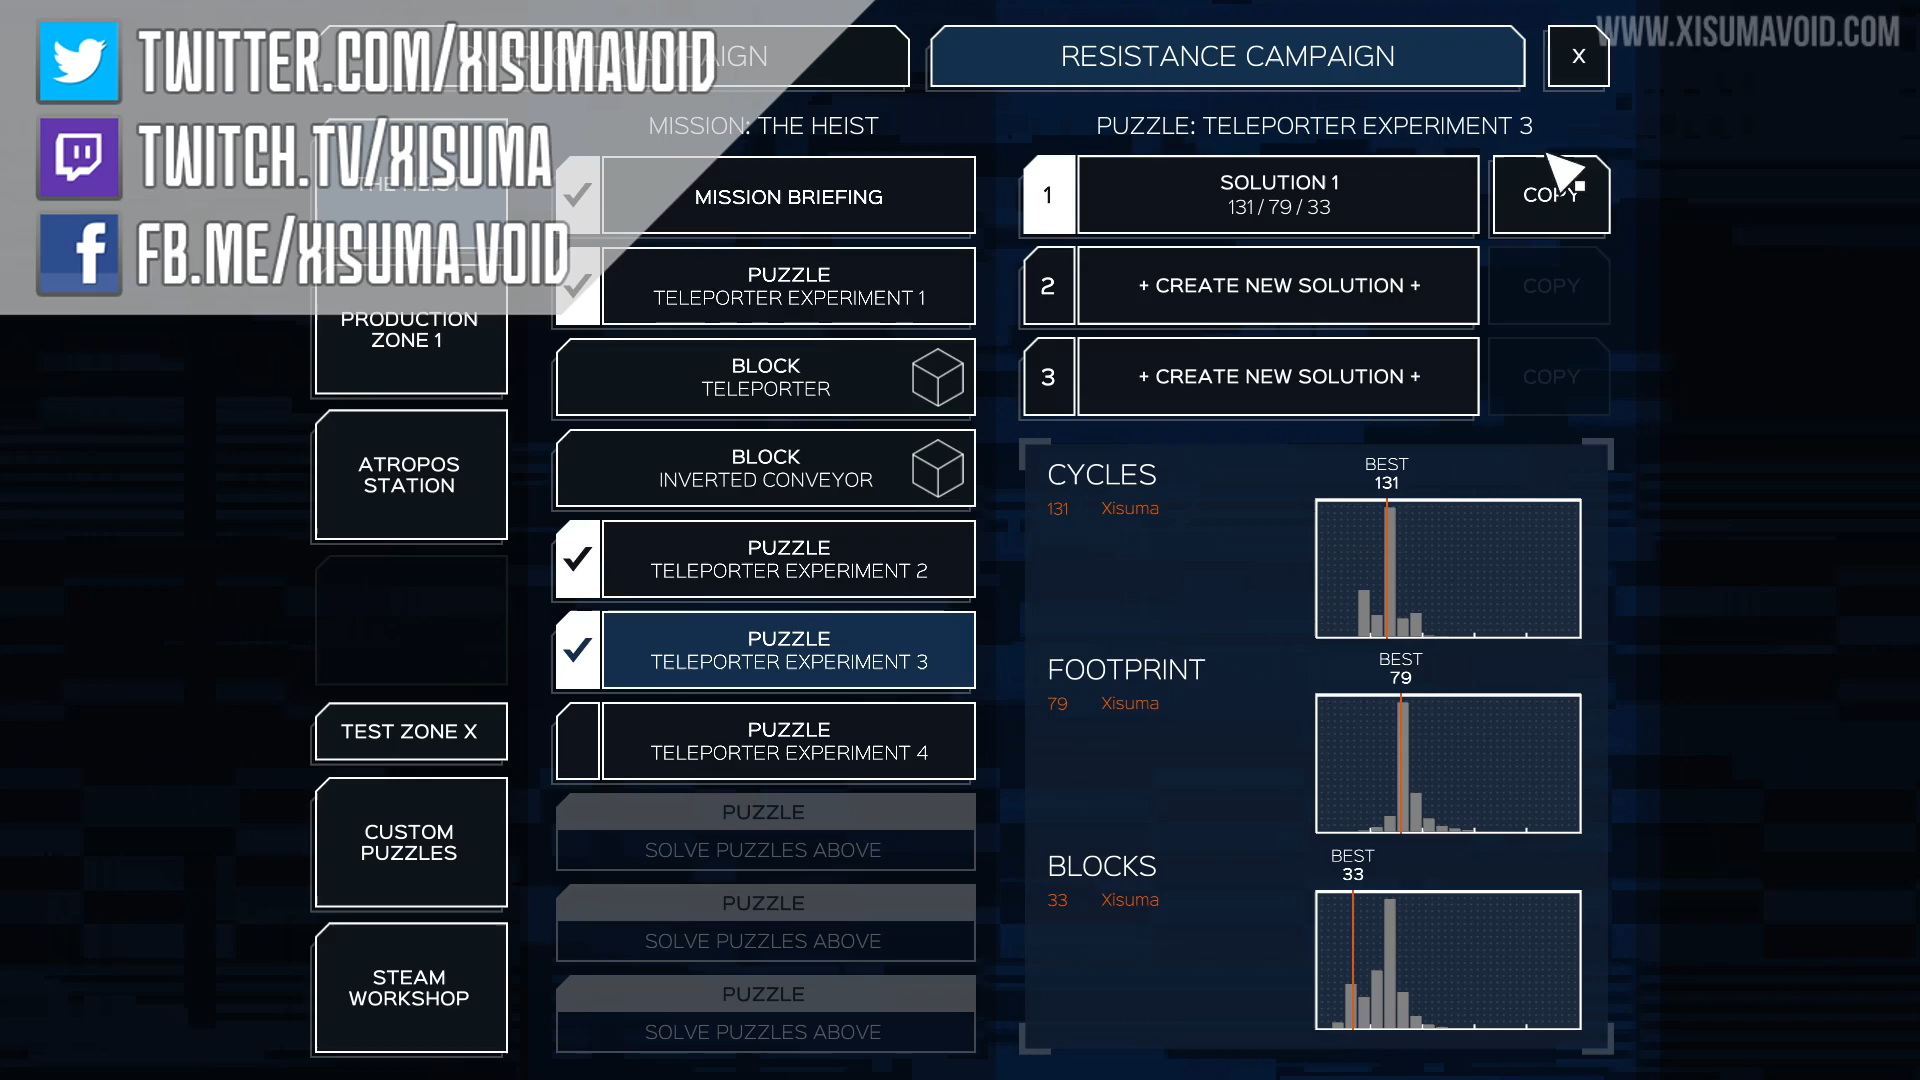 TWITTER.COM/XISUMAVOID
TWITCH.TV/XISUMA
FB.ME/XISUMA.VOID
WWW.XISUMAVOID.COM
OVERLORD CAMPAIGN
RESISTANCE CAMPAIGN
X
THE HEIST
PRODUCTION
ZONE 1
ATROPOS
STATION
TEST ZONE X
CUSTOM
PUZZLES
STEAM
WORKSHOP
MISSION: THE HEIST
MISSION BRIEFING
PUZZLE
TELEPORTER EXPERIMENT 1
BLOCK
TELEPORTER
BLOCK
INVERTED CONVEYOR
PUZZLE
TELEPORTER EXPERIMENT 2
PUZZLE
TELEPORTER EXPERIMENT 3
PUZZLE
TELEPORTER EXPERIMENT 4
PUZZLE
SOLVE PUZZLES ABOVE
PUZZLE
SOLVE PUZZLES ABOVE
PUZZLE
SOLVE PUZZLES ABOVE
PUZZLE: TELEPORTER EXPERIMENT 3
1
SOLUTION 1
131 / 79 / 33
COPY
2
+ CREATE NEW SOLUTION +
COPY
3
+ CREATE NEW SOLUTION +
COPY
CYCLES
131 Xisuma
BEST
131
FOOTPRINT
79 Xisuma
BEST
79
BLOCKS
33 Xisuma
BEST
33